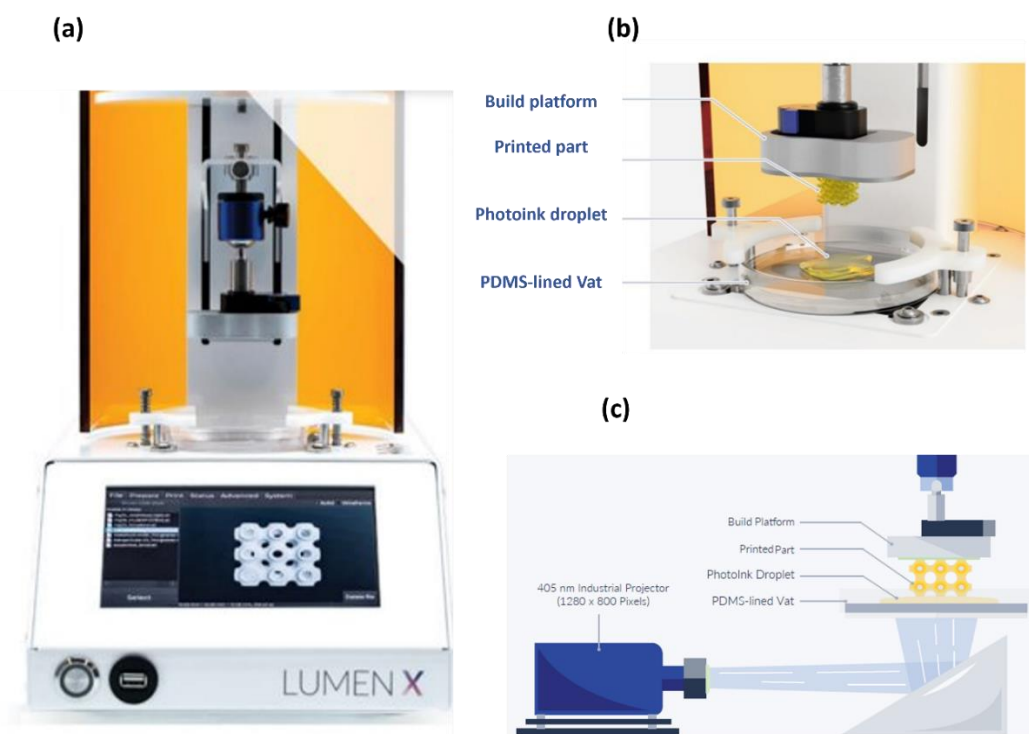 (a)
(b)
Build platform
Printed part
Photoink droplet
PDMS-lined Vat
File Prepare Print Status Advanced System
Select
LUMEN X
(c)
Build Platform
Printed Part
PhotoInk Droplet
PDMS-lined Vat
405 nm Industrial Projector
(1280 x 800 Pixels)